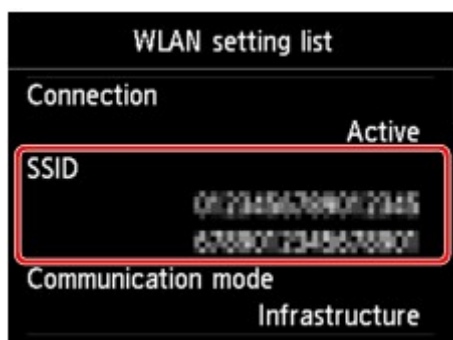 WLAN setting list
Connection
Active
SSID
Communication mode
Infrastructure